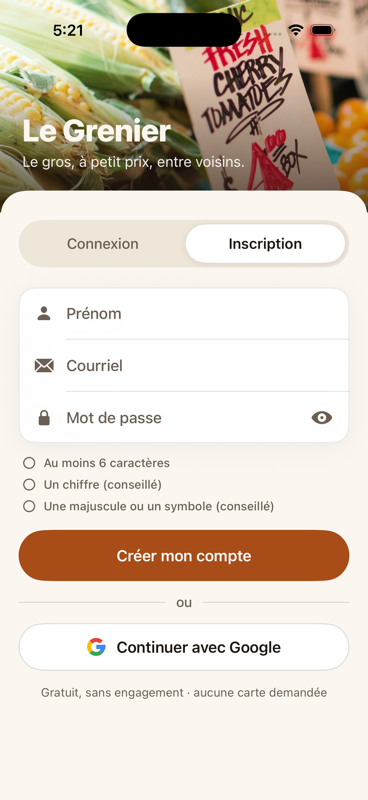 5:21
FRESH
CHERRY
TOMATOES
BOX
Le Grenier
Le gros, à petit prix, entre voisins.
Connexion
Inscription
Prénom
Courriel
Mot de passe
Au moins 6 caractères
Un chiffre (conseillé)
Une majuscule ou un symbole (conseillé)
Créer mon compte
ou
Continuer avec Google
Gratuit, sans engagement · aucune carte demandée